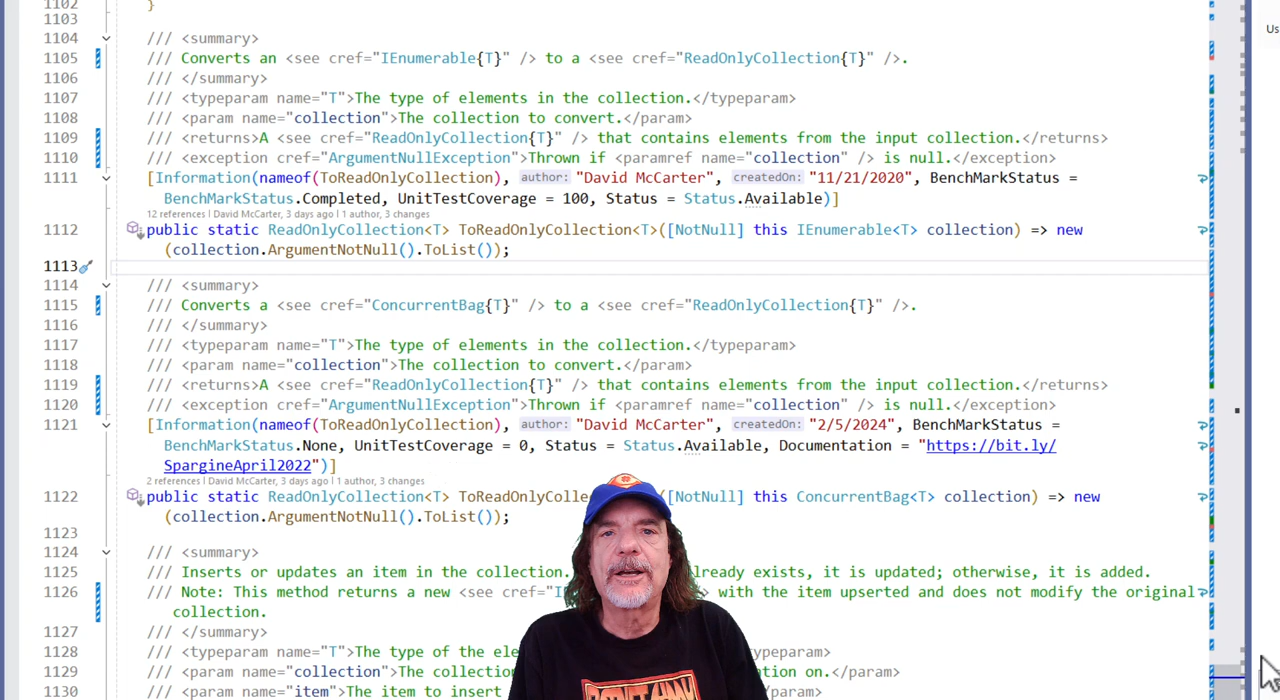 1102 }
1103
1104 /// <summary>
1105 /// Converts an <see cref="IEnumerable{T}" /> to a <see cref="ReadOnlyCollection{T}" />.
1106 /// </summary>
1107 /// <typeparam name="T">The type of elements in the collection.</typeparam>
1108 /// <param name="collection">The collection to convert.</param>
1109 /// <returns>A <see cref="ReadOnlyCollection{T}" /> that contains elements from the input collection.</returns>
1110 /// <exception cref="ArgumentNullException">Thrown if <paramref name="collection" /> is null.</exception>
1111 [Information(nameof(ToReadOnlyCollection), author: "David McCarter", createdOn: "11/21/2020", BenchMarkStatus =
BenchMarkStatus.Completed, UnitTestCoverage = 100, Status = Status.Available)]
12 references | David McCarter, 3 days ago | 1 author, 3 changes
1112 public static ReadOnlyCollection<T> ToReadOnlyCollection<T>([NotNull] this IEnumerable<T> collection) => new
(collection.ArgumentNotNull().ToList());
1113
1114 /// <summary>
1115 /// Converts a <see cref="ConcurrentBag{T}" /> to a <see cref="ReadOnlyCollection{T}" />.
1116 /// </summary>
1117 /// <typeparam name="T">The type of elements in the collection.</typeparam>
1118 /// <param name="collection">The collection to convert.</param>
1119 /// <returns>A <see cref="ReadOnlyCollection{T}" /> that contains elements from the input collection.</returns>
1120 /// <exception cref="ArgumentNullException">Thrown if <paramref name="collection" /> is null.</exception>
1121 [Information(nameof(ToReadOnlyCollection), author: "David McCarter", createdOn: "2/5/2024", BenchMarkStatus =
BenchMarkStatus.None, UnitTestCoverage = 0, Status = Status.Available, Documentation = "https://bit.ly/
SpargineApril2022")]
2 references | David McCarter, 3 days ago | 1 author, 3 changes
1122 public static ReadOnlyCollection<T> ToReadOnlyColle ([NotNull] this ConcurrentBag<T> collection) => new
(collection.ArgumentNotNull().ToList());
1123
1124 /// <summary>
1125 /// Inserts or updates an item in the collection. already exists, it is updated; otherwise, it is added.
1126 /// Note: This method returns a new <see cref="I > with the item upserted and does not modify the original
collection.
1127 /// </summary>
1128 /// <typeparam name="T">The type of the ele typeparam>
1129 /// <param name="collection">The collection on.</param>
1130 /// <param name="item">The item to insert </param>
Us